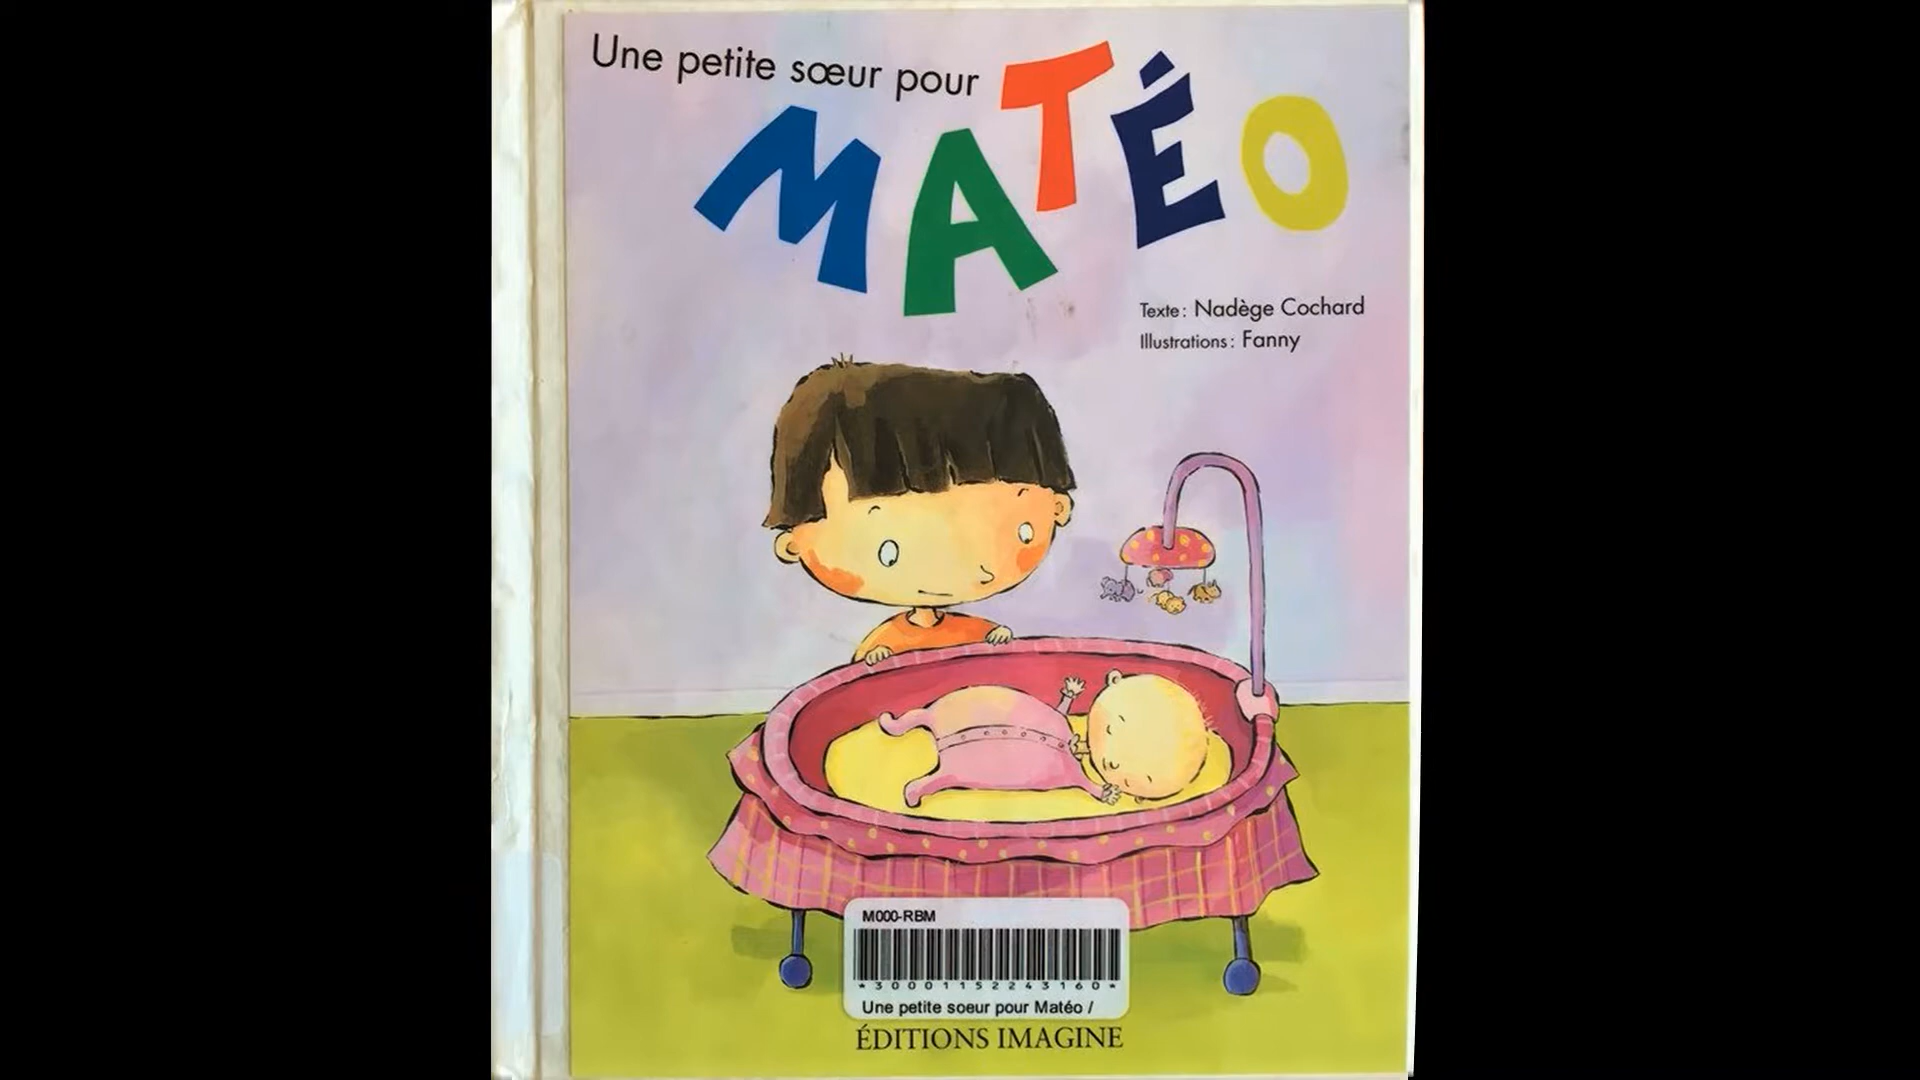 Une petite sœur pour
MATÉO
Texte : Nadège Cochard
Illustrations : Fanny
M000-RBM
*30001152243160*
Une petite soeur pour Matéo /
ÉDITIONS IMAGINE